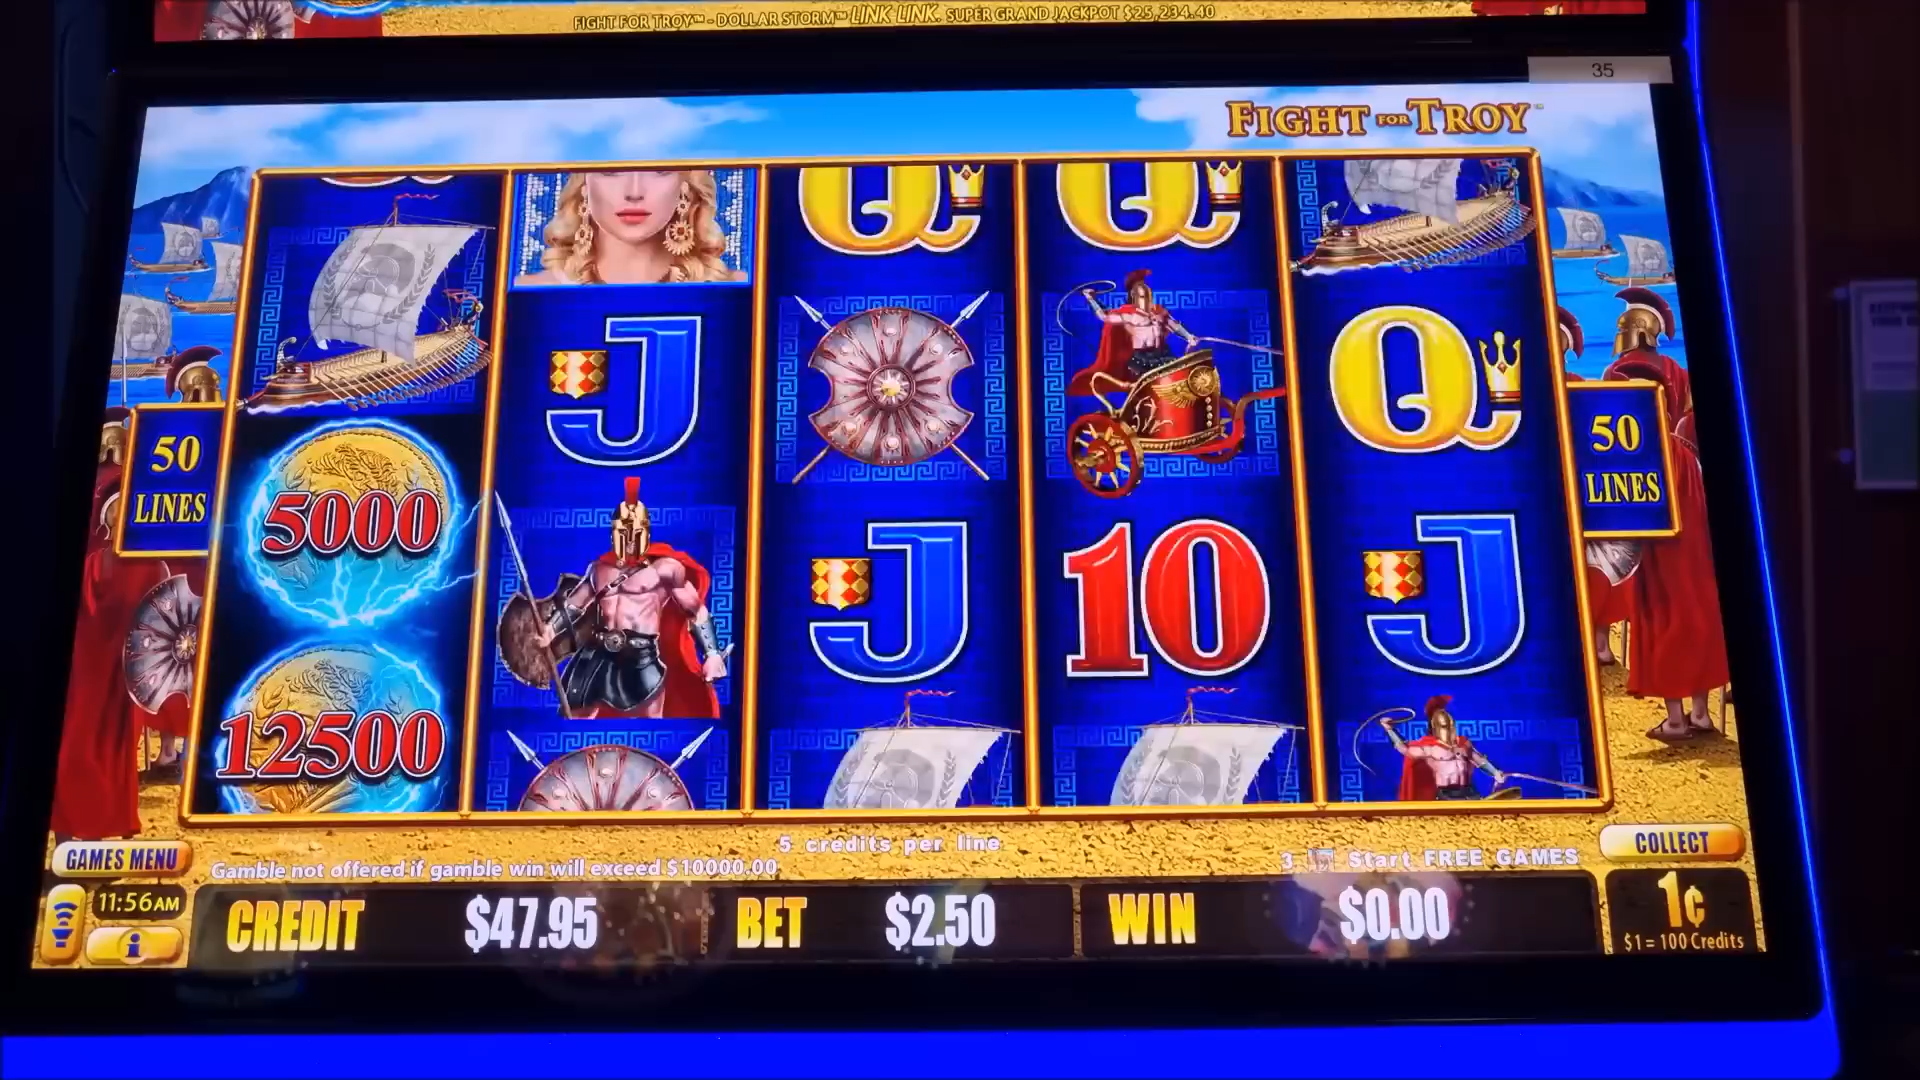 FIGHT FOR TROY™ - DOLLAR STORM™ LINK LINK. SUPER GRAND JACKPOT $25,234.40
35
FIGHT FOR TROY™
Q
Q
J
Q
50
LINES
50
LINES
5000
J
10
J
12500
5 credits per line
GAMES MENU
Gamble not offered if gamble win will exceed $10000.00
3 Start FREE GAMES
COLLECT
11:56AM
CREDIT $47.95 BET $2.50 WIN $0.00
1¢
$1 = 100 Credits